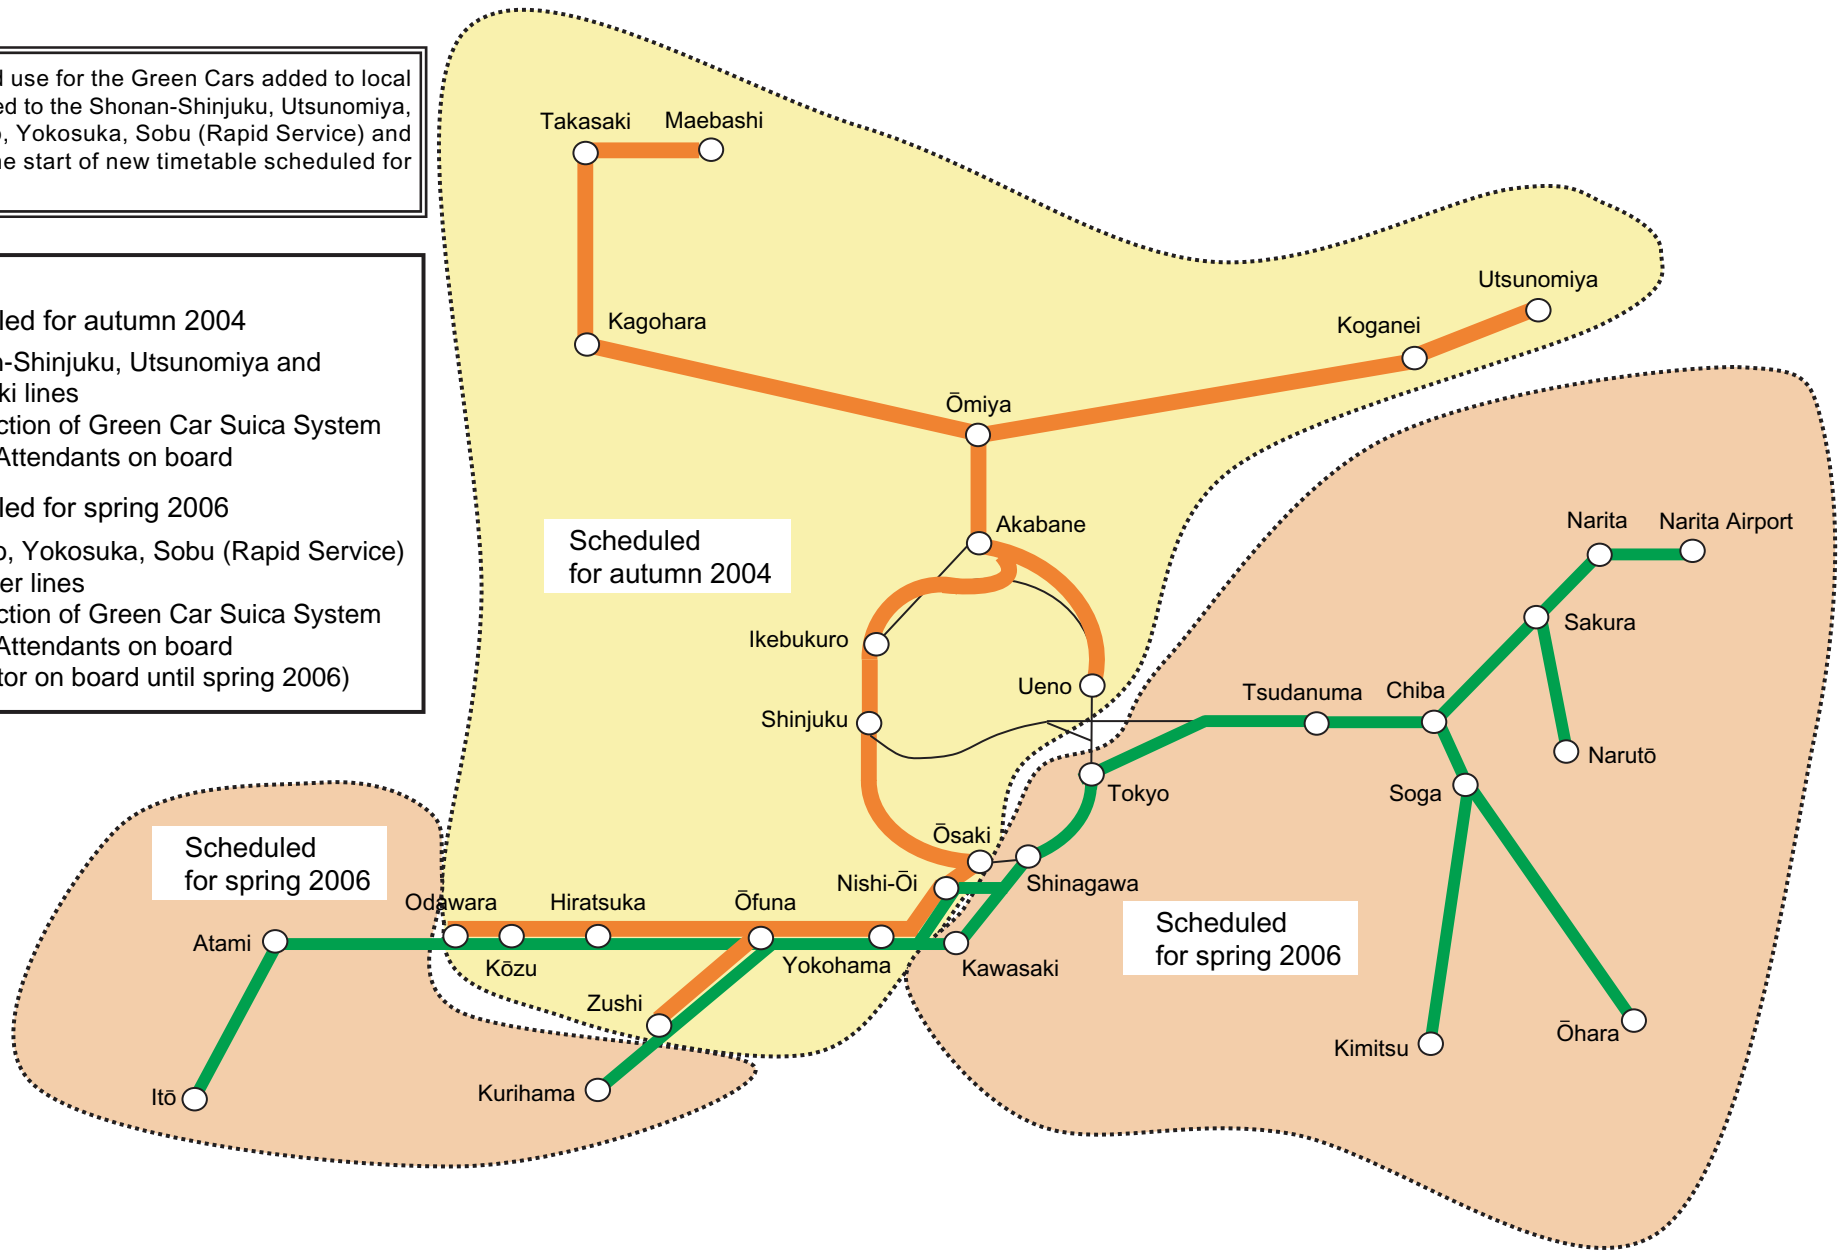 use for the Green Cars added to local
ed to the Shonan-Shinjuku, Utsunomiya,
, Yokosuka, Sobu (Rapid Service) and
he start of new timetable scheduled for
led for autumn 2004
n-Shinjuku, Utsunomiya and
ki lines
ction of Green Car Suica System
Attendants on board
led for spring 2006
o, Yokosuka, Sobu (Rapid Service)
er lines
ction of Green Car Suica System
Attendants on board
tor on board until spring 2006)
Takasaki
Maebashi
Utsunomiya
Kagohara
Koganei
Ōmiya
Akabane
Narita
Narita Airport
Scheduled
for autumn 2004
Sakura
Ikebukuro
Ueno
Tsudanuma
Chiba
Shinjuku
Narutō
Soga
Tokyo
Ōsaki
Scheduled
for spring 2006
Nishi-Ōi
Shinagawa
Odawara
Hiratsuka
Ōfuna
Scheduled
for spring 2006
Atami
Kōzu
Yokohama
Kawasaki
Zushi
Ōhara
Kimitsu
Itō
Kurihama